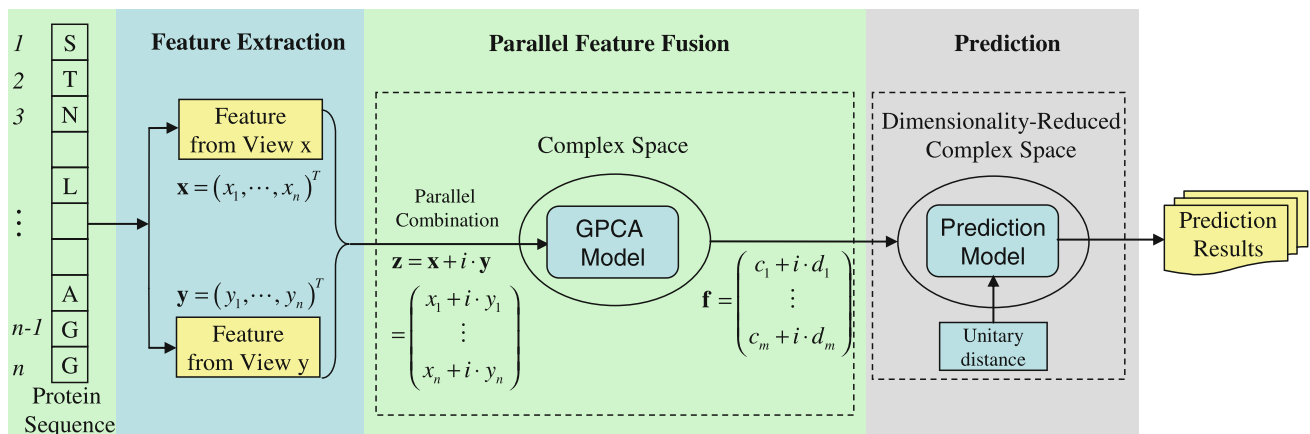 Feature Extraction
Parallel Feature Fusion
Prediction
1 S
2 T
3 N
L
⋮
A
n-1 G
n G
Protein
Sequence
Feature
from View x
x = (x₁, ⋯, xₙ)ᵀ
y = (y₁, ⋯, yₙ)ᵀ
Feature
from View y
Parallel
Combination
z = x + i · y
= (x₁ + i · y₁
⋮
xₙ + i · yₙ)
Complex Space
GPCA
Model
f = (c₁ + i · d₁
⋮
cₘ + i · dₘ)
Dimensionality-Reduced
Complex Space
Prediction
Model
Unitary
distance
Prediction
Results